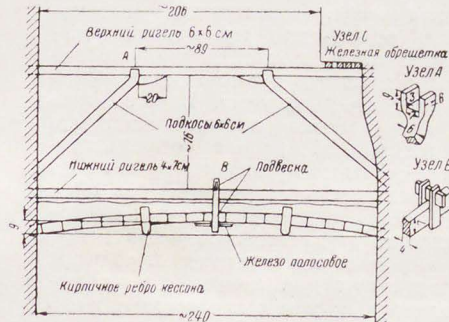 ~206
Верхний ригель 6×6 см
~89
Узел С
Железная обрешетка
А
Узел А
20
Подкосы 6×6 см
~76
В
Узел В
Нижний ригель 4×7 см
В
Подвеска
9
Железо полосовое
Кирпичное ребро кессона
~240